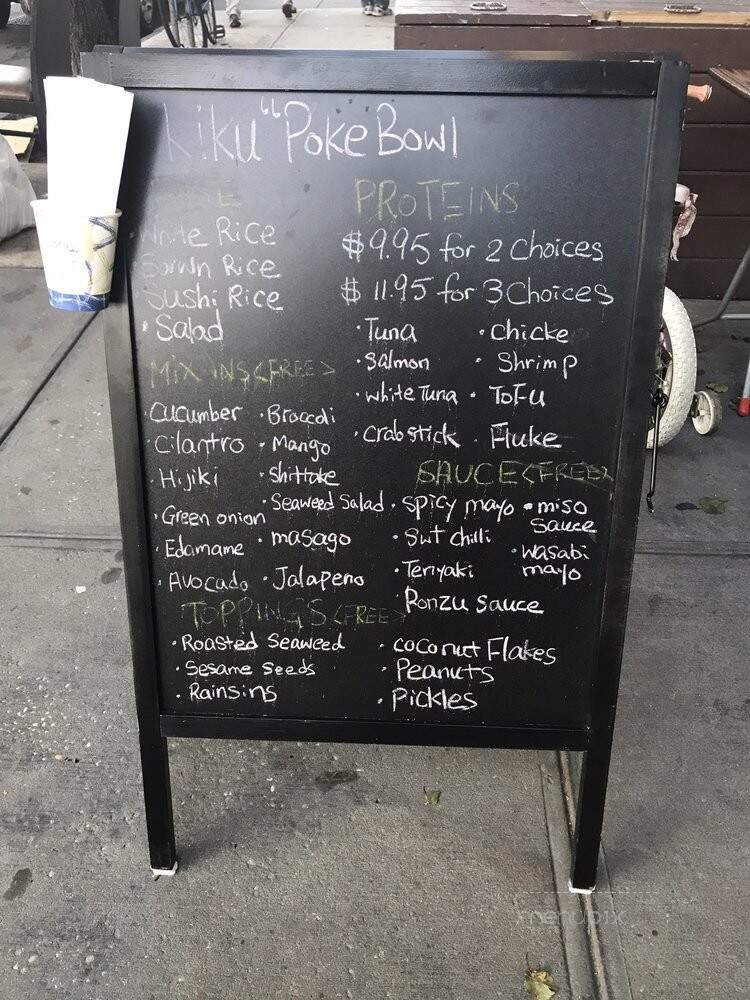 kiku "Poke Bowl
White Rice
Borwn Rice
Sushi Rice
• Salad
PROTEINS
$9.95 for 2 Choices
$11.95 for 3 Choices
• Tuna • Chicke
• Salmon • Shrimp
• white Tuna • ToFu
• Crab stick • Fluke
MiX INS <FREE>
• Cucumber • Broccoli
• Cilantro • Mango
• Hijiki • Shittake
• Seaweed Salad
• Green onion
• masago
• Edamame
• Avocado • Jalapeno
SAUCE <FREE>
• Spicy mayo • miso sauce
• Swt chilli
• wasabi mayo
• Teriyaki
Ponzu Sauce
TOPPINGS <FREE>
• Roasted Seaweed • coconut Flakes
• Sesame Seeds • Peanuts
• Rainsins • Pickles
menupix